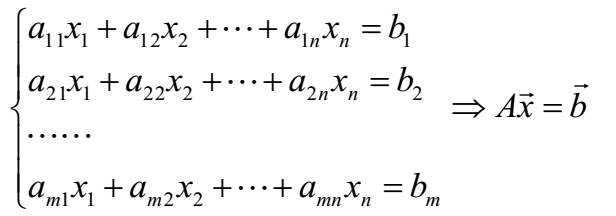 a₁₁x₁ + a₁₂x₂ + ⋯ + a₁ₙxₙ = b₁
a₂₁x₁ + a₂₂x₂ + ⋯ + a₂ₙxₙ = b₂
⇒ Ax⃗ = b⃗
⋯⋯
aₘ₁x₁ + aₘ₂x₂ + ⋯ + aₘₙxₙ = bₘ